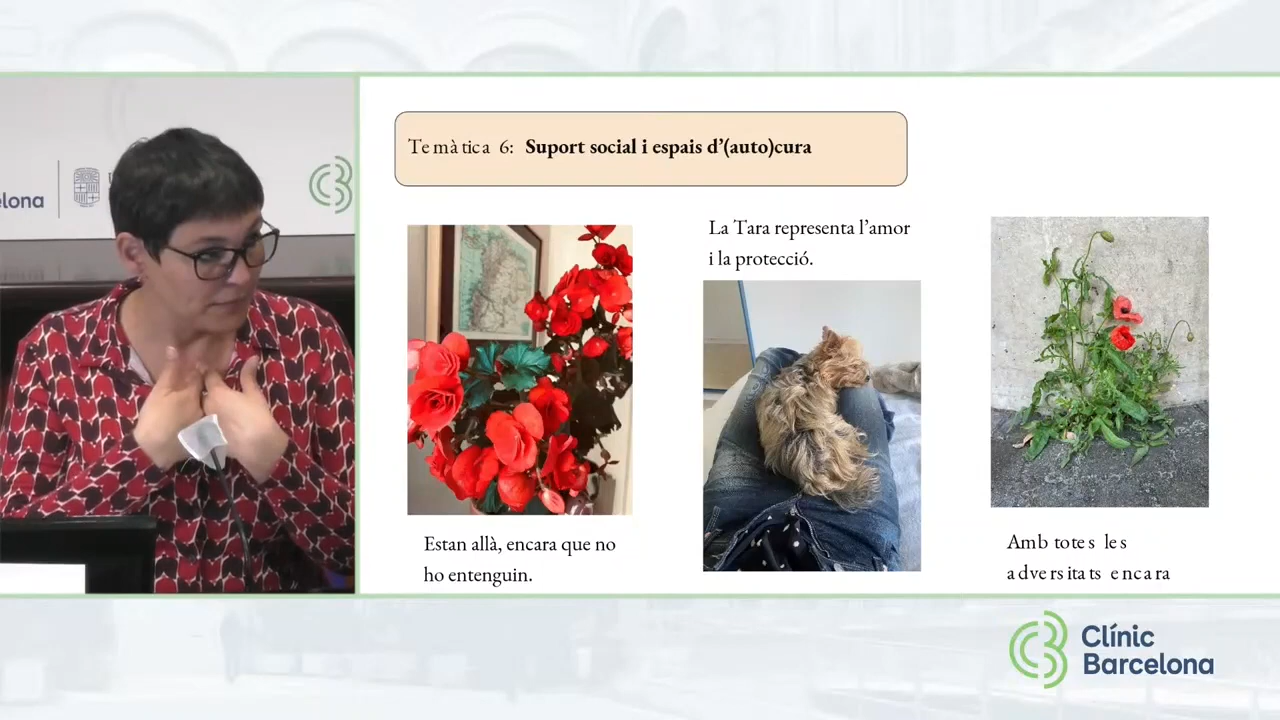 elona
Temàtica 6: Suport social i espais d’(auto)cura
La Tara representa l’amor
i la protecció.
Estan allà, encara que no
ho entenguin.
Amb totes les
adversitats encara
Clínic
Barcelona